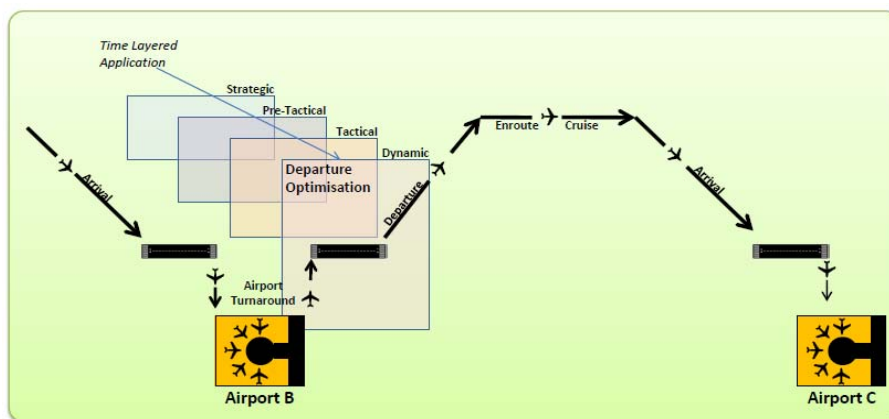 Time Layered
Application
Strategic
Pre-Tactical
Tactical
Dynamic
Departure
Optimisation
Arrival
Departure
Enroute
Cruise
Arrival
Airport
Turnaround
Airport B
Airport C